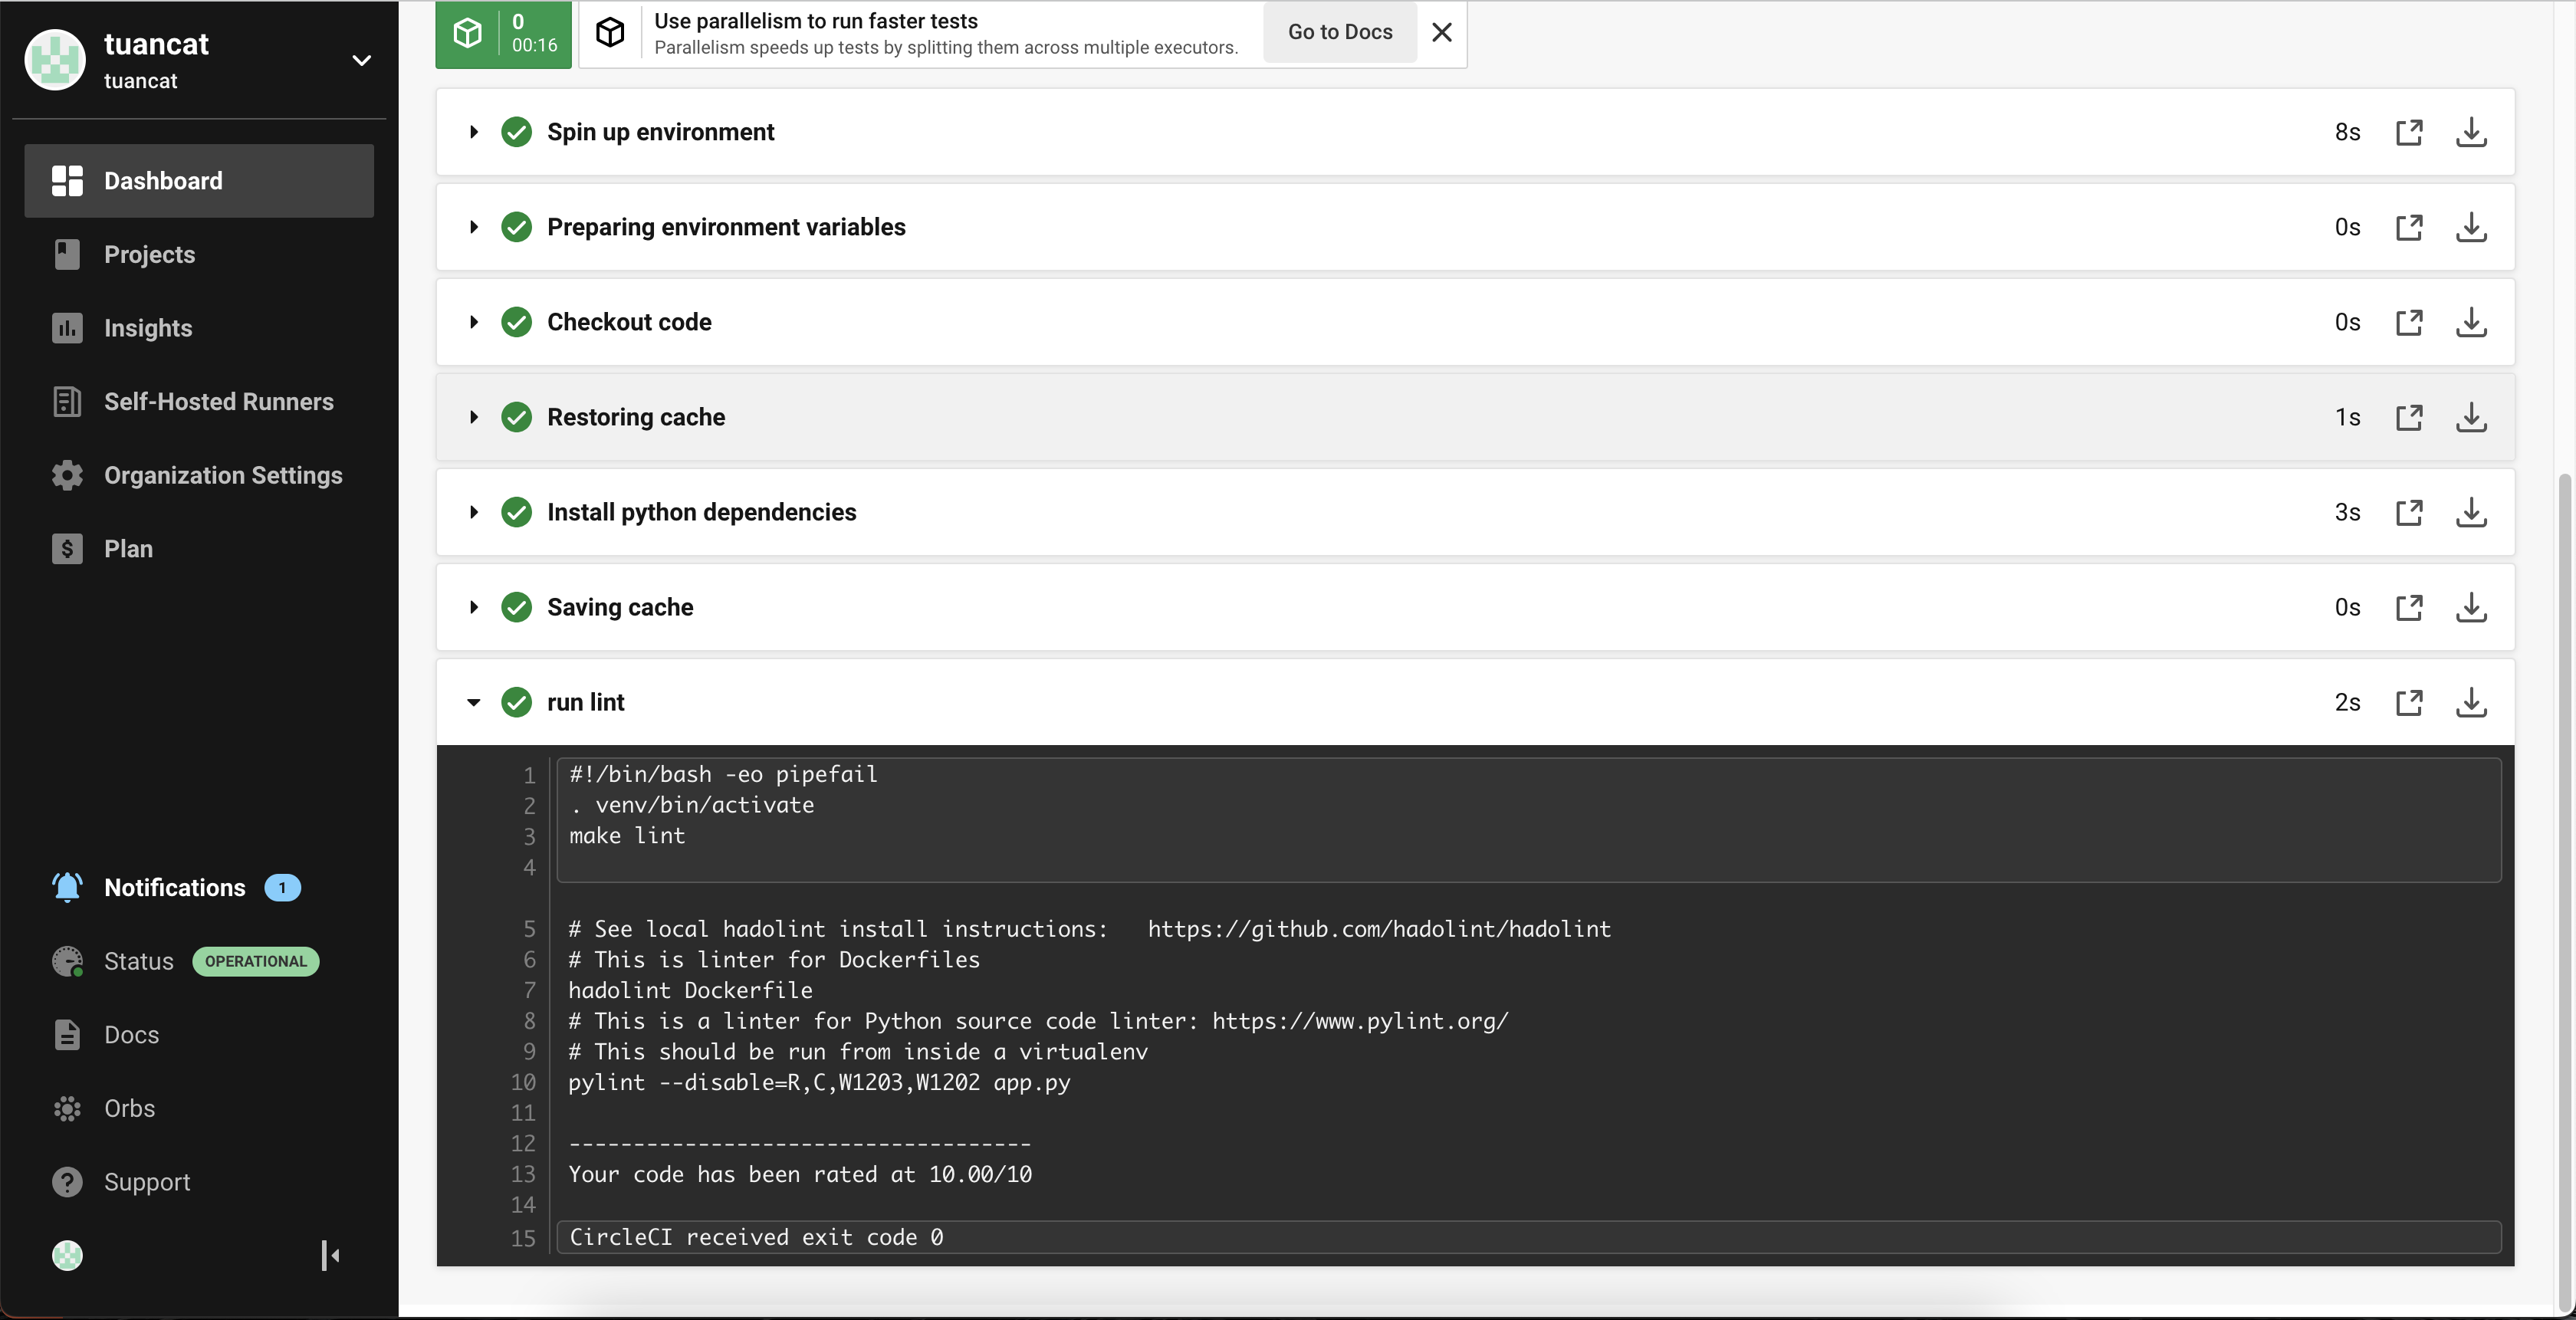 tuancat
tuancat
Dashboard
Projects
Insights
Self-Hosted Runners
Organization Settings
Plan
Notifications 1
Status OPERATIONAL
Docs
Orbs
Support
0
00:16
Use parallelism to run faster tests
Parallelism speeds up tests by splitting them across multiple executors.
Go to Docs
Spin up environment 8s
Preparing environment variables 0s
Checkout code 0s
Restoring cache 1s
Install python dependencies 3s
Saving cache 0s
run lint 2s
1 #!/bin/bash -eo pipefail
2 . venv/bin/activate
3 make lint
4
5 # See local hadolint install instructions:   https://github.com/hadolint/hadolint
6 # This is linter for Dockerfiles
7 hadolint Dockerfile
8 # This is a linter for Python source code linter: https://www.pylint.org/
9 # This should be run from inside a virtualenv
10 pylint --disable=R,C,W1203,W1202 app.py
11
12 ------------------------------------
13 Your code has been rated at 10.00/10
14
15 CircleCI received exit code 0